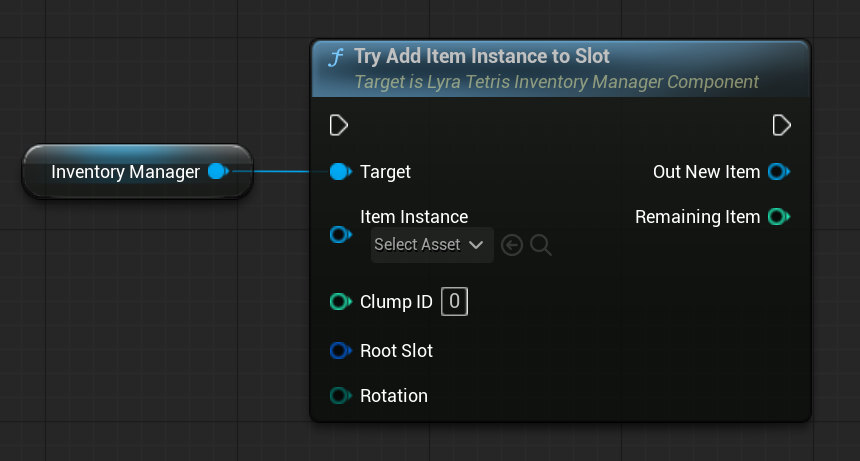 Try Add Item Instance to Slot
Target is Lyra Tetris Inventory Manager Component
Inventory Manager
Target
Out New Item
Item Instance
Remaining Item
Select Asset
Clump ID 0
Root Slot
Rotation